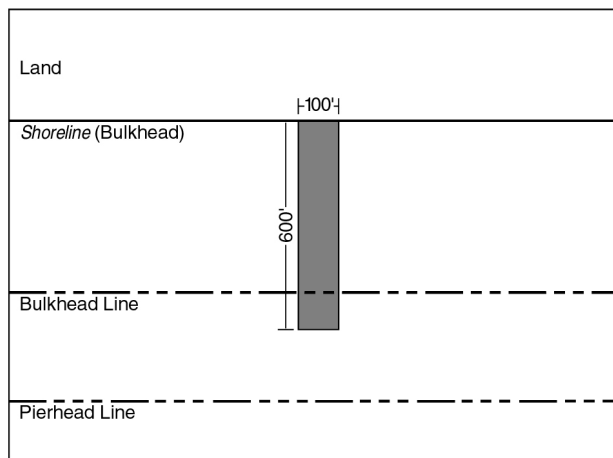 Land
100'
Shoreline (Bulkhead)
600'
Bulkhead Line
Pierhead Line